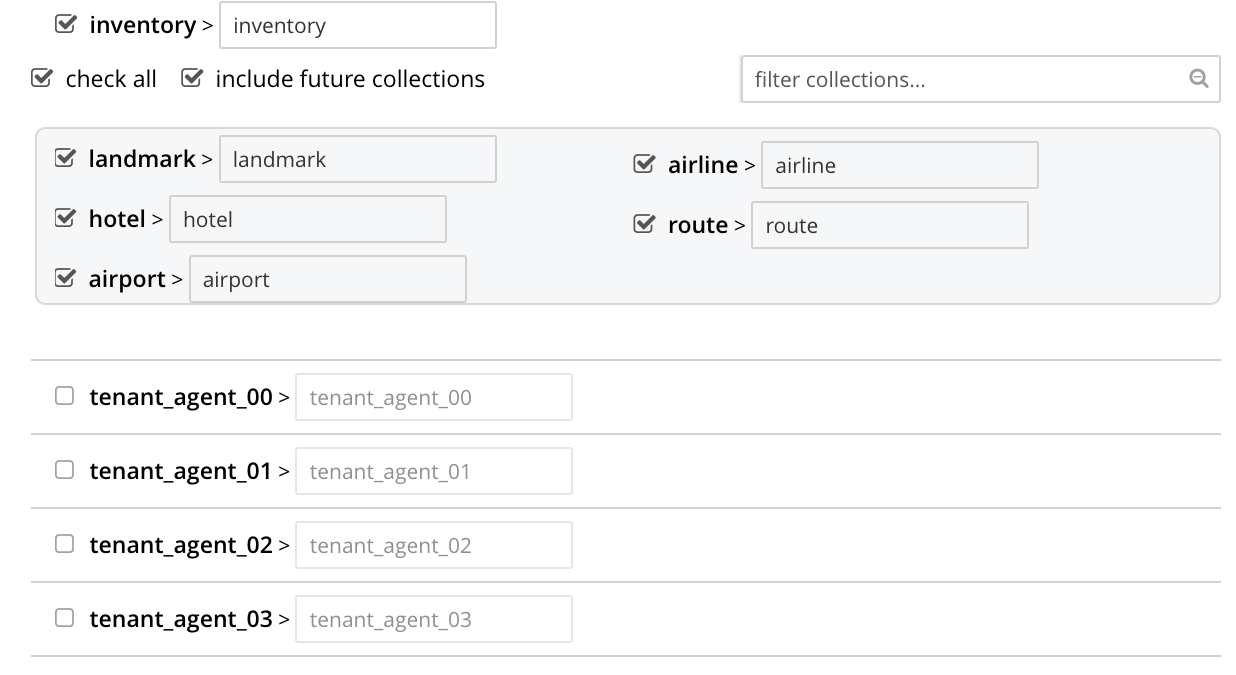 inventory > inventory
check all include future collections filter collections...
landmark > landmark airline > airline
hotel > hotel route > route
airport > airport
tenant_agent_00 > tenant_agent_00
tenant_agent_01 > tenant_agent_01
tenant_agent_02 > tenant_agent_02
tenant_agent_03 > tenant_agent_03